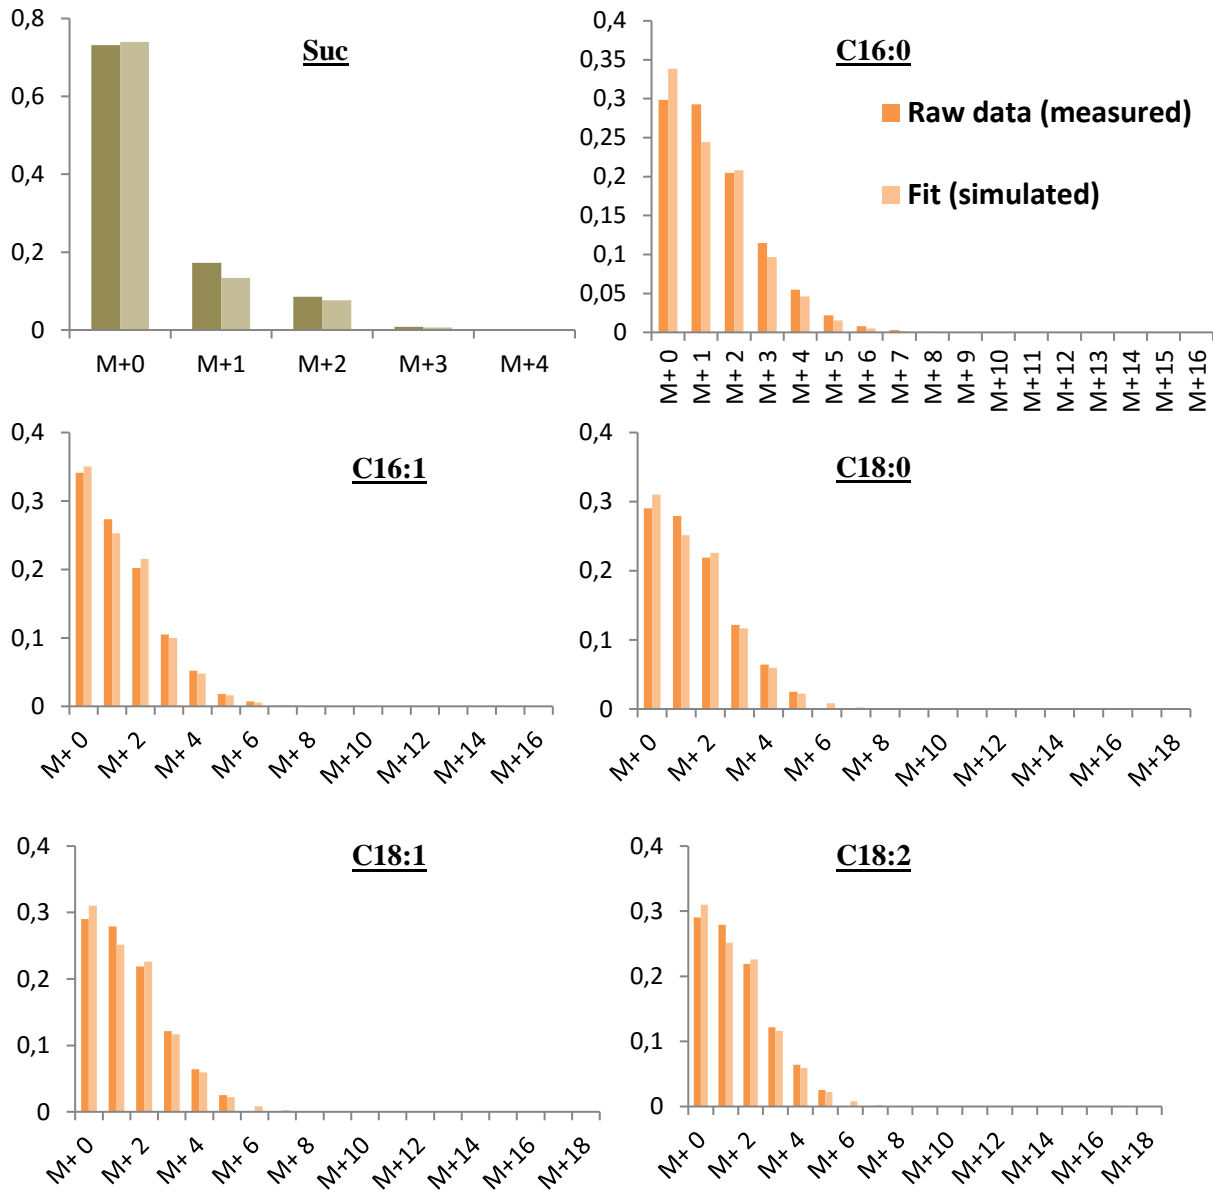 Suc
0,8
0,6
0,4
0,2
0
M+0 M+1 M+2 M+3 M+4
C16:0
0,4
0,35
0,3
0,25
0,2
0,15
0,1
0,05
0
Raw data (measured)
Fit (simulated)
M+ 0 M+ 1 M+ 2 M+ 3 M+ 4 M+ 5 M+ 6 M+ 7 M+ 8 M+ 9 M+10 M+11 M+12 M+13 M+14 M+15 M+16
C16:1
0,4
0,3
0,2
0,1
0
M+ 0 M+ 2 M+ 4 M+ 6 M+ 8 M+10 M+12 M+14 M+16
C18:0
0,4
0,3
0,2
0,1
0
M+ 0 M+ 2 M+ 4 M+ 6 M+ 8 M+10 M+12 M+14 M+16 M+18
C18:1
0,4
0,3
0,2
0,1
0
M+ 0 M+ 2 M+ 4 M+ 6 M+ 8 M+10 M+12 M+14 M+16 M+18
C18:2
0,4
0,3
0,2
0,1
0
M+ 0 M+ 2 M+ 4 M+ 6 M+ 8 M+10 M+12 M+14 M+16 M+18